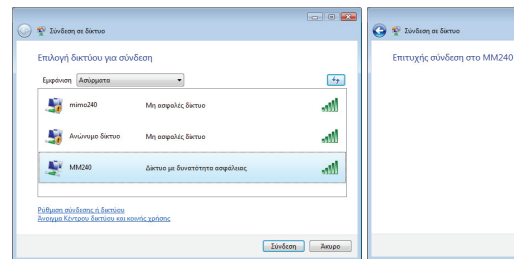 Σύνδεση σε δίκτυο
Επιλογή δικτύου για σύνδεση
Εμφάνιση Ασύρματα
mimo240 Μη ασφαλές δίκτυο
Ανώνυμο δίκτυο Μη ασφαλές δίκτυο
MM240 Δίκτυο με δυνατότητα ασφάλειας
Ρύθμιση σύνδεσης ή δικτύου
Άνοιγμα Κέντρου δικτύου και κοινής χρήσης
Σύνδεση Άκυρο
Σύνδεση σε δίκτυο
Επιτυχής σύνδεση στο MM240